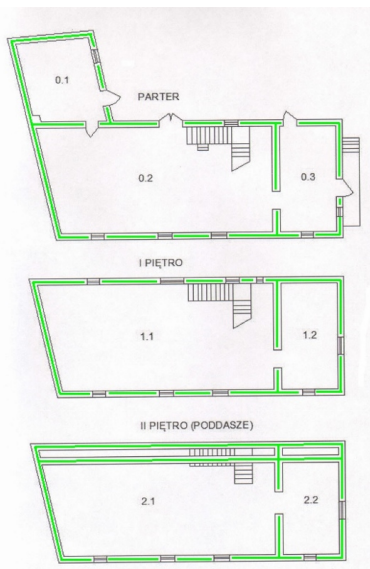 0.1
PARTER
0.2
0.3
I PIĘTRO
1.1
1.2
II PIĘTRO (PODDASZE)
2.1
2.2